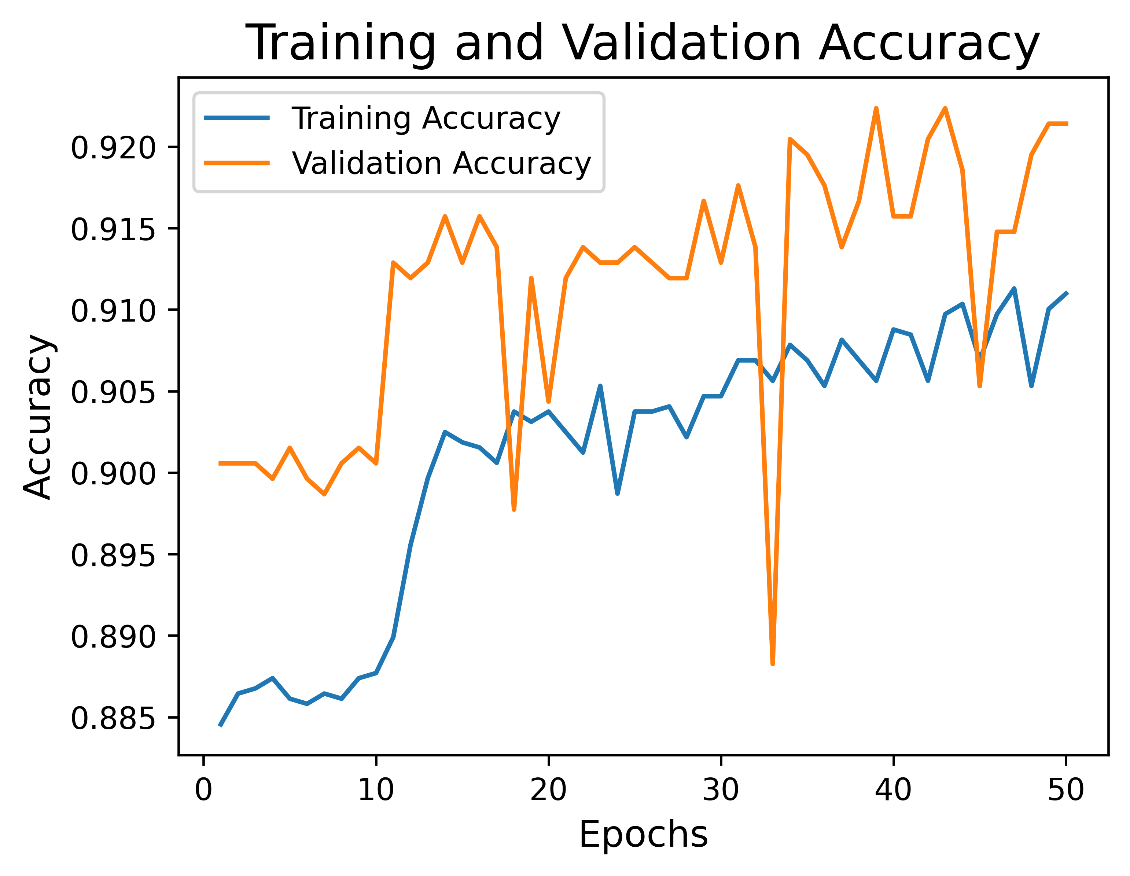 Training and Validation Accuracy
Training Accuracy
Validation Accuracy
0.920
0.915
0.910
0.905
0.900
0.895
0.890
0.885
Accuracy
0 10 20 30 40 50
Epochs